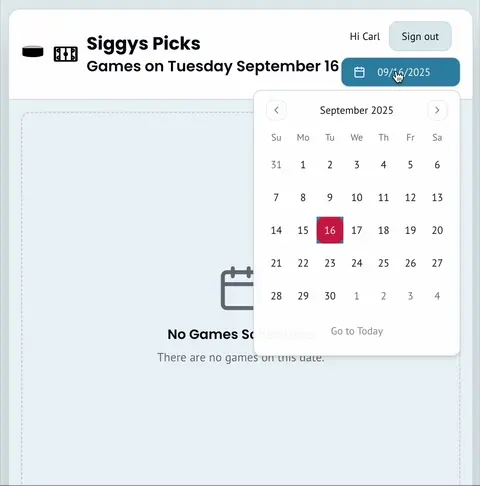 Siggys Picks
Hi Carl
Sign out
Games on Tuesday September 16
09/16/2025
September 2025
Su Mo Tu We Th Fr Sa
31 1 2 3 4 5 6
7 8 9 10 11 12 13
14 15 16 17 18 19 20
21 22 23 24 25 26 27
28 29 30 1 2 3 4
Go to Today
No Games
There are no games on this date.